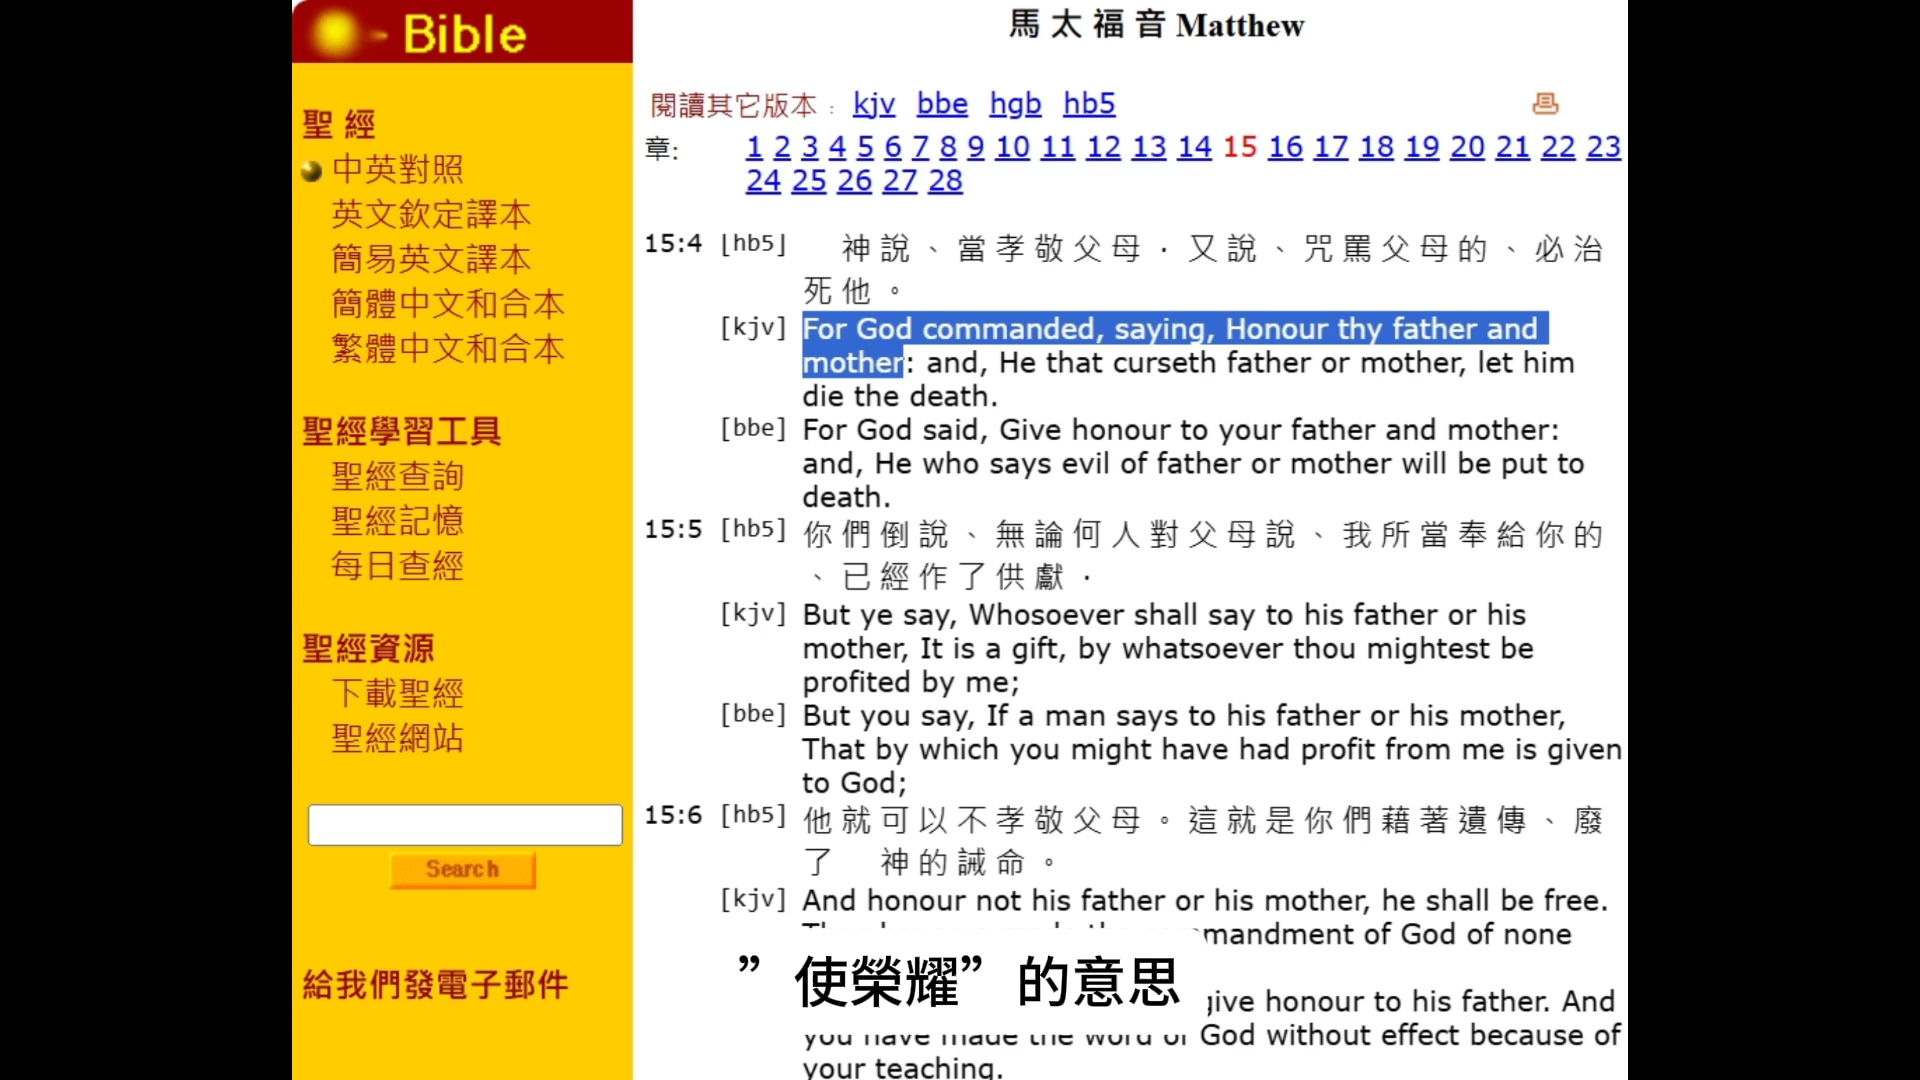 Bible
聖 經
中英對照
英文欽定譯本
簡易英文譯本
簡體中文和合本
繁體中文和合本
聖經學習工具
聖經查詢
聖經記憶
每日查經
聖經資源
下載聖經
聖經網站
Search
給我們發電子郵件
馬 太 福 音 Matthew
閱讀其它版本﹕ kjv bbe hgb hb5
章: 1 2 3 4 5 6 7 8 9 10 11 12 13 14 15 16 17 18 19 20 21 22 23
24 25 26 27 28
15:4 [hb5] 神 說 、 當 孝 敬 父 母 ． 又 說 、 咒 罵 父 母 的 、 必 治
死 他 。
[kjv] For God commanded, saying, Honour thy father and
mother: and, He that curseth father or mother, let him
die the death.
[bbe] For God said, Give honour to your father and mother:
and, He who says evil of father or mother will be put to
death.
15:5 [hb5] 你 們 倒 說 、 無 論 何 人 對 父 母 說 、 我 所 當 奉 給 你 的
、 已 經 作 了 供 獻 ．
[kjv] But ye say, Whosoever shall say to his father or his
mother, It is a gift, by whatsoever thou mightest be
profited by me;
[bbe] But you say, If a man says to his father or his mother,
That by which you might have had profit from me is given
to God;
15:6 [hb5] 他 就 可 以 不 孝 敬 父 母 。 這 就 是 你 們 藉 著 遺 傳 、 廢
了 神 的 誡 命 。
[kjv] And honour not his father or his mother, he shall be free.
mandment of God of none
”使榮耀”的意思
give honour to his father. And
you have made the word of God without effect because of
your teaching.